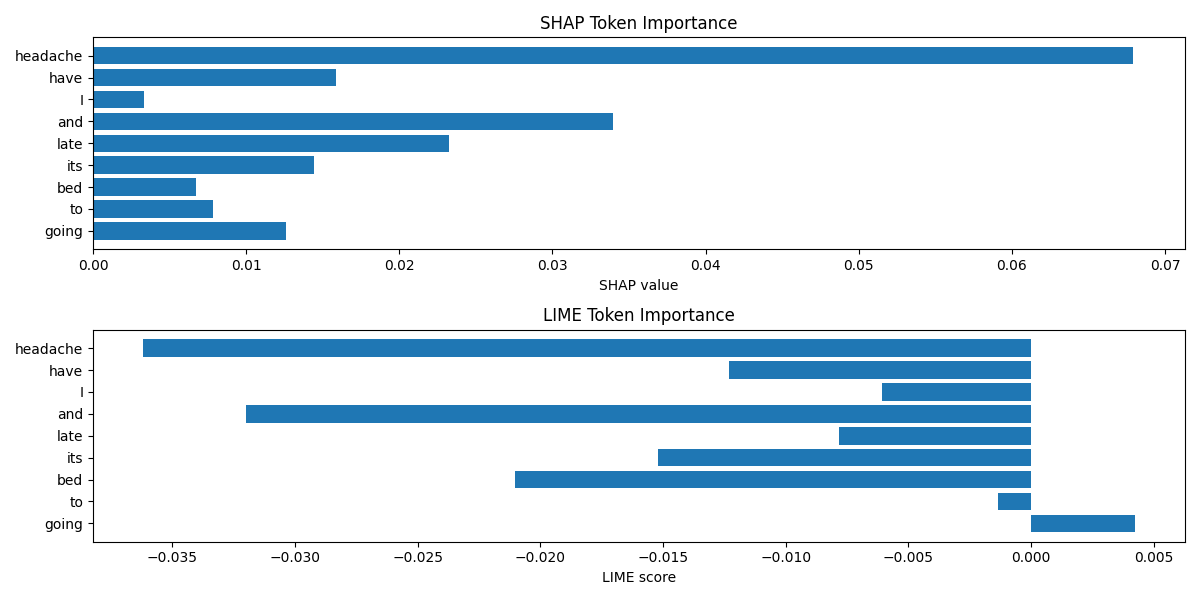 SHAP Token Importance
headache
have
I
and
late
its
bed
to
going
0.00 0.01 0.02 0.03 0.04 0.05 0.06 0.07
SHAP value
LIME Token Importance
headache
have
I
and
late
its
bed
to
going
−0.035 −0.030 −0.025 −0.020 −0.015 −0.010 −0.005 0.000 0.005
LIME score